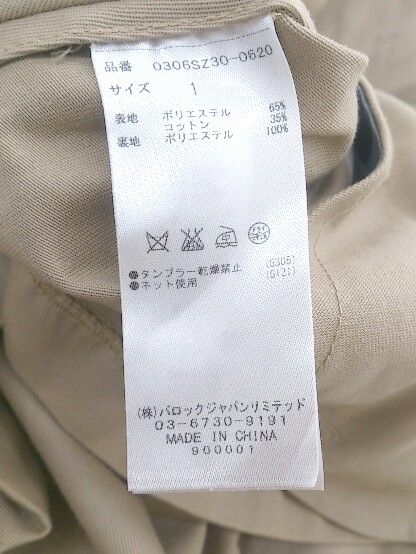 品番 0306SZ30-0620
サイズ 1
表地 ポリエステル 65%
コットン 35%
裏地 ポリエステル 100%
●タンブラー乾燥禁止 (G305)
●ネット使用 (G121)
(株)バロックジャパンリミテッド
03-6730-9191
MADE IN CHINA
900001